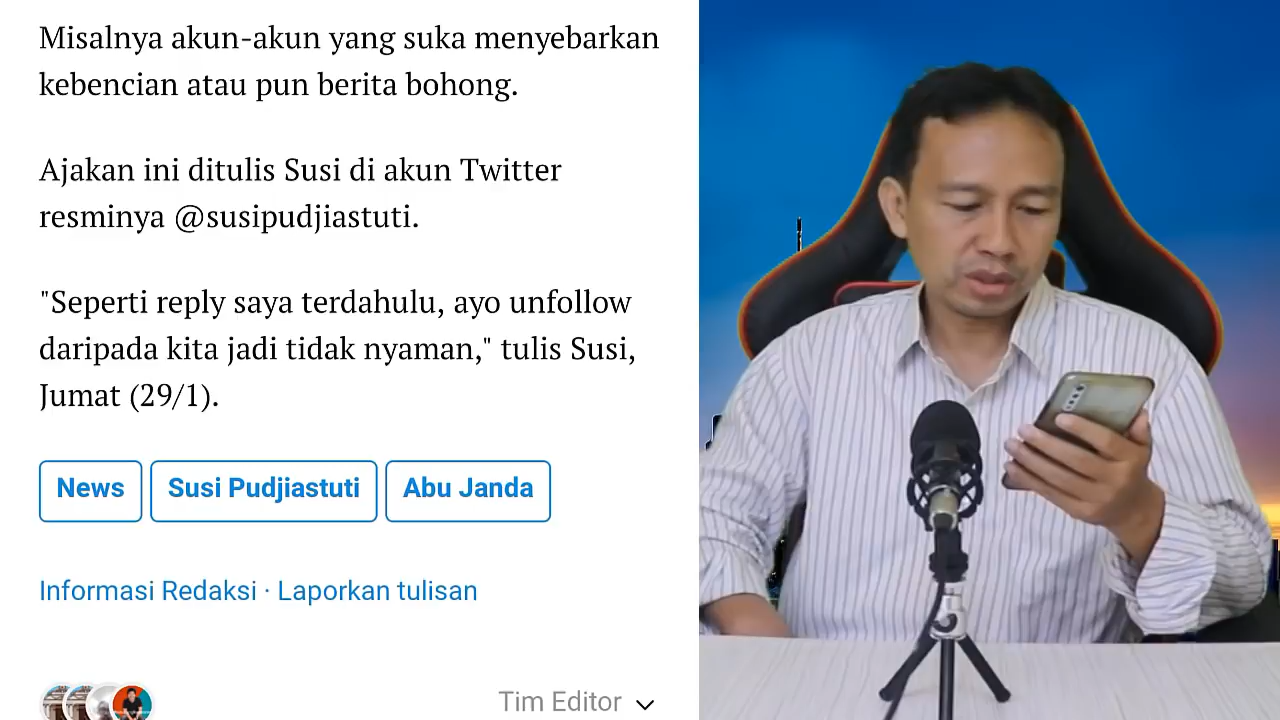 Misalnya akun-akun yang suka menyebarkan
kebencian atau pun berita bohong.
Ajakan ini ditulis Susi di akun Twitter
resminya @susipudjiastuti.
"Seperti reply saya terdahulu, ayo unfollow
daripada kita jadi tidak nyaman," tulis Susi,
Jumat (29/1).
News
Susi Pudjiastuti
Abu Janda
Informasi Redaksi · Laporkan tulisan
Tim Editor